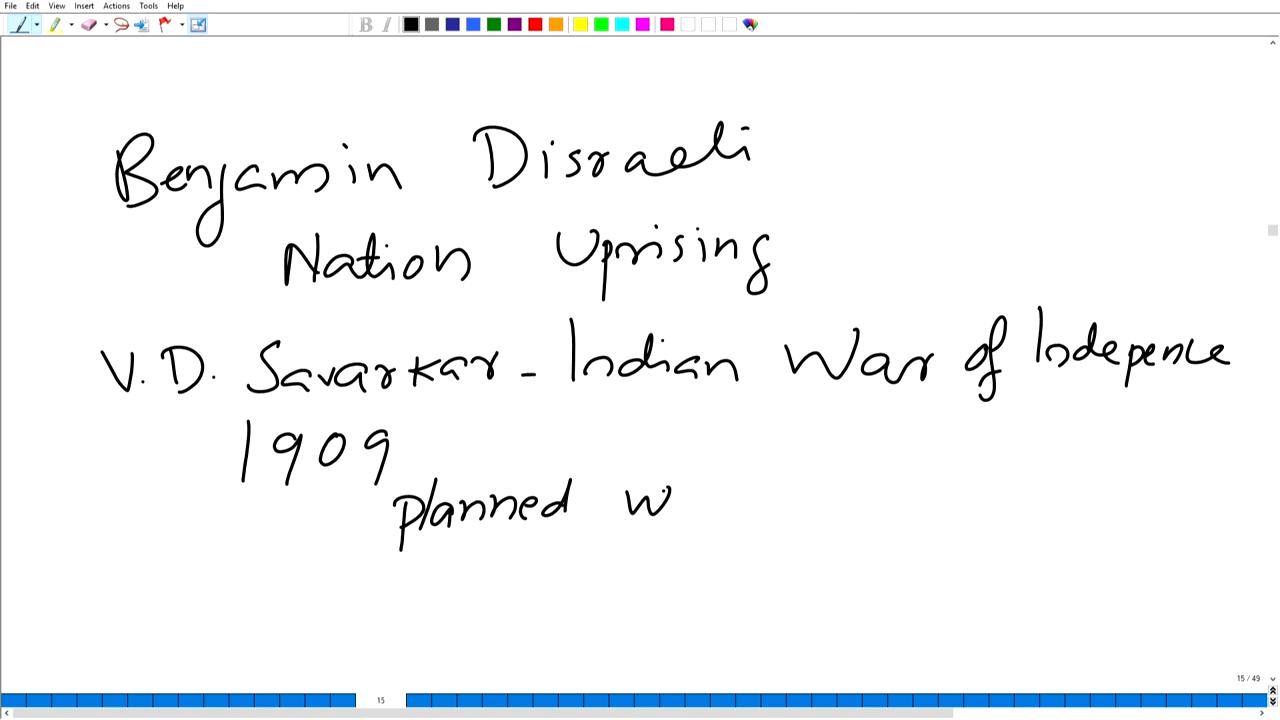 File Edit View Insert Actions Tools Help
B I
Benjamin Disraeli
Nation Uprising
V.D. Savarkar - Indian War of Indepence
1909
Planned w
15 / 49
15